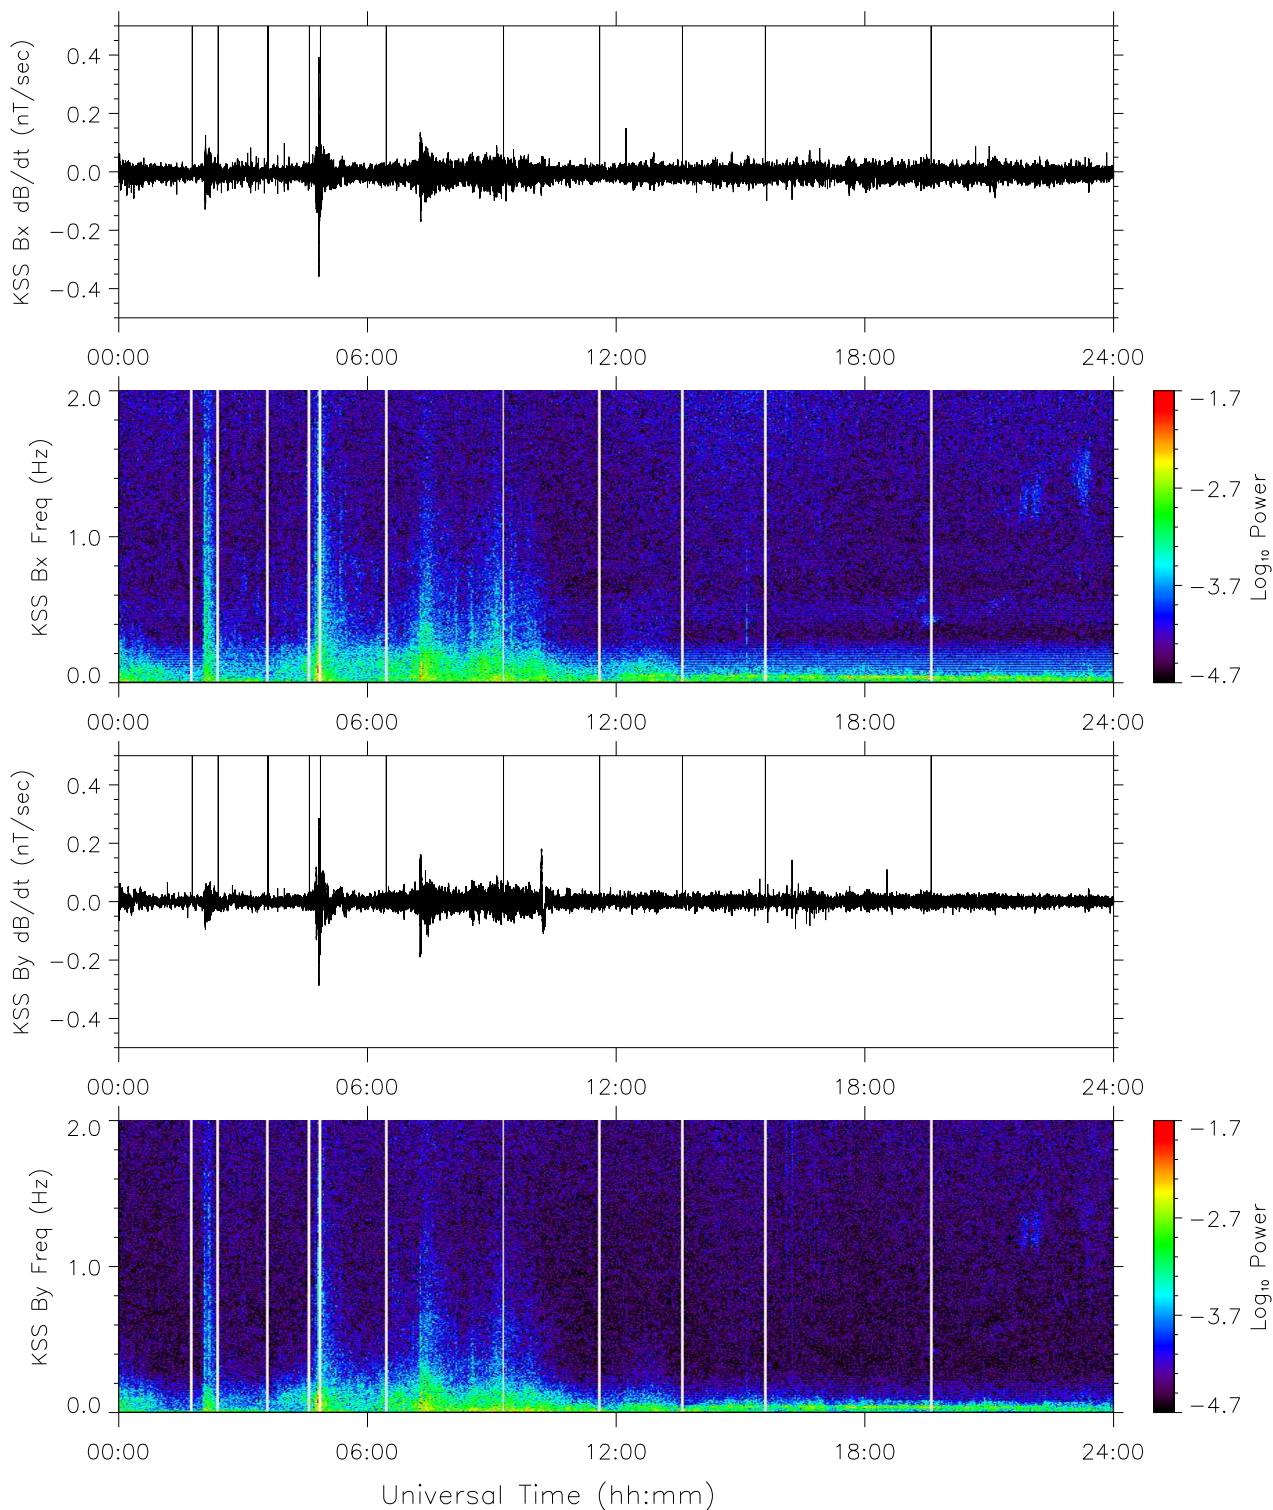 KSS Bx dB/dt (nT/sec)
0.4
0.2
0.0
−0.2
−0.4
00:00 06:00 12:00 18:00 24:00
KSS Bx Freq (Hz)
2.0
1.0
0.0
−1.7
−2.7
−3.7
−4.7
Log₁₀ Power
00:00 06:00 12:00 18:00 24:00
KSS By dB/dt (nT/sec)
0.4
0.2
0.0
−0.2
−0.4
00:00 06:00 12:00 18:00 24:00
KSS By Freq (Hz)
2.0
1.0
0.0
−1.7
−2.7
−3.7
−4.7
Log₁₀ Power
00:00 06:00 12:00 18:00 24:00
Universal Time (hh:mm)